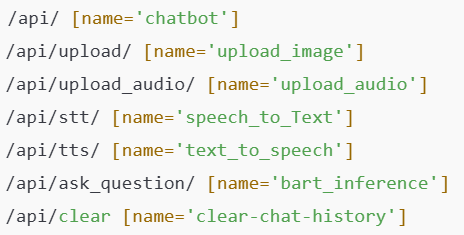 /api/ [name='chatbot']
/api/upload/ [name='upload_image']
/api/upload_audio/ [name='upload_audio']
/api/stt/ [name='speech_to_Text']
/api/tts/ [name='text_to_speech']
/api/ask_question/ [name='bart_inference']
/api/clear [name='clear-chat-history']